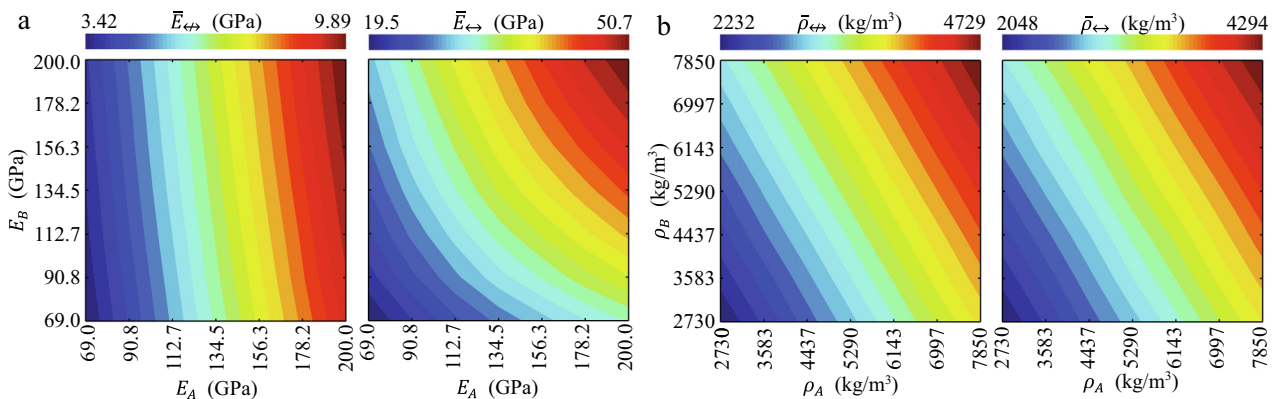 a
3.42 Ē↮ (GPa) 9.89
19.5 Ē↔ (GPa) 50.7
b
2232 ρ̄↮ (kg/m³) 4729
2048 ρ̄↔ (kg/m³) 4294
E_B (GPa)
200.0
178.2
156.3
134.5
112.7
90.8
69.0
69.0 90.8 112.7 134.5 156.3 178.2 200.0
E_A (GPa)
69.0 90.8 112.7 134.5 156.3 178.2 200.0
E_A (GPa)
ρ_B (kg/m³)
7850
6997
6143
5290
4437
3583
2730
2730 3583 4437 5290 6143 6997 7850
ρ_A (kg/m³)
2730 3583 4437 5290 6143 6997 7850
ρ_A (kg/m³)